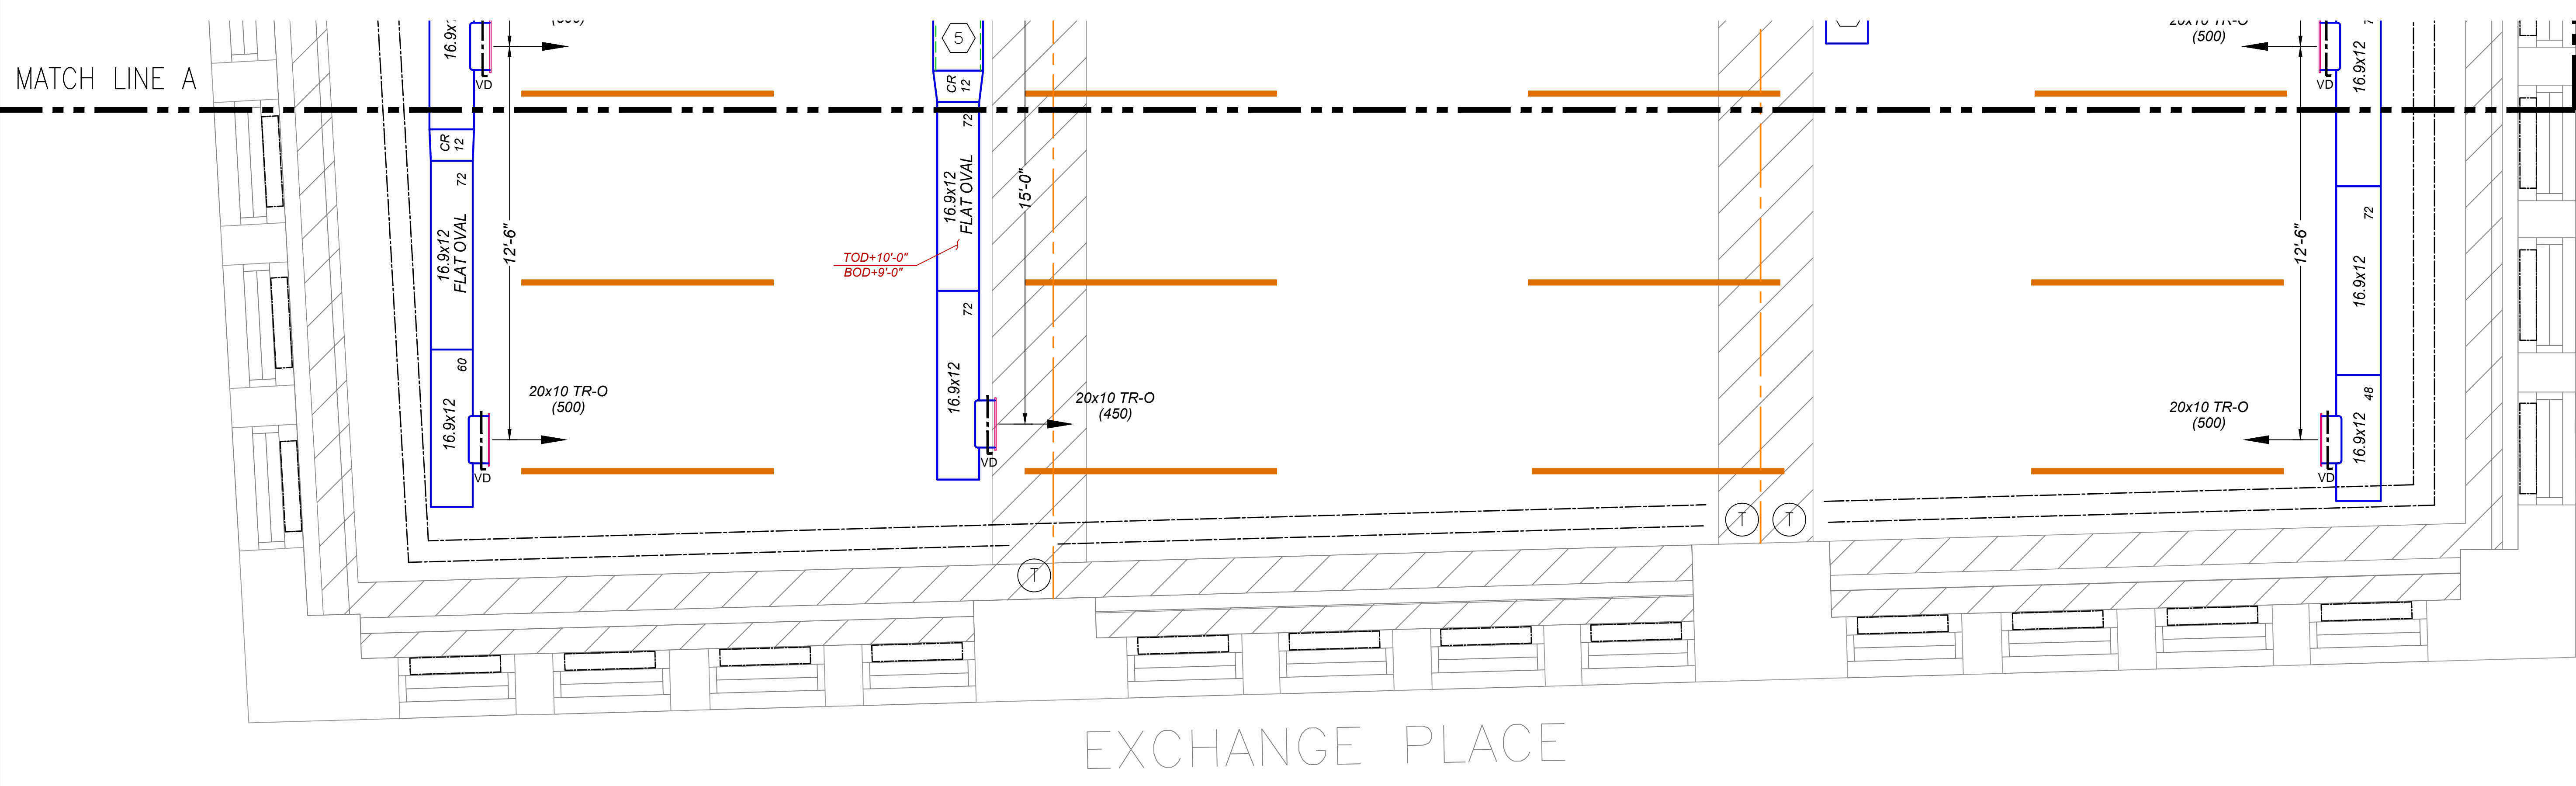 16.9x1
5
20x10 TR-O
(500)
16.9x12
VD
VD
MATCH LINE A
CR
12
72
CR
12
72
16.9x12
FLAT OVAL
15'-0"
16.9x12
FLAT OVAL
12'-6"
72
12'-6"
16.9x12
TOD+10'-0"
BOD+9'-0"
72
60
48
16.9x12
16.9x12
16.9x12
20x10 TR-O
(500)
20x10 TR-O
(450)
20x10 TR-O
(500)
VD
VD
VD
T
T
T
EXCHANGE PLACE